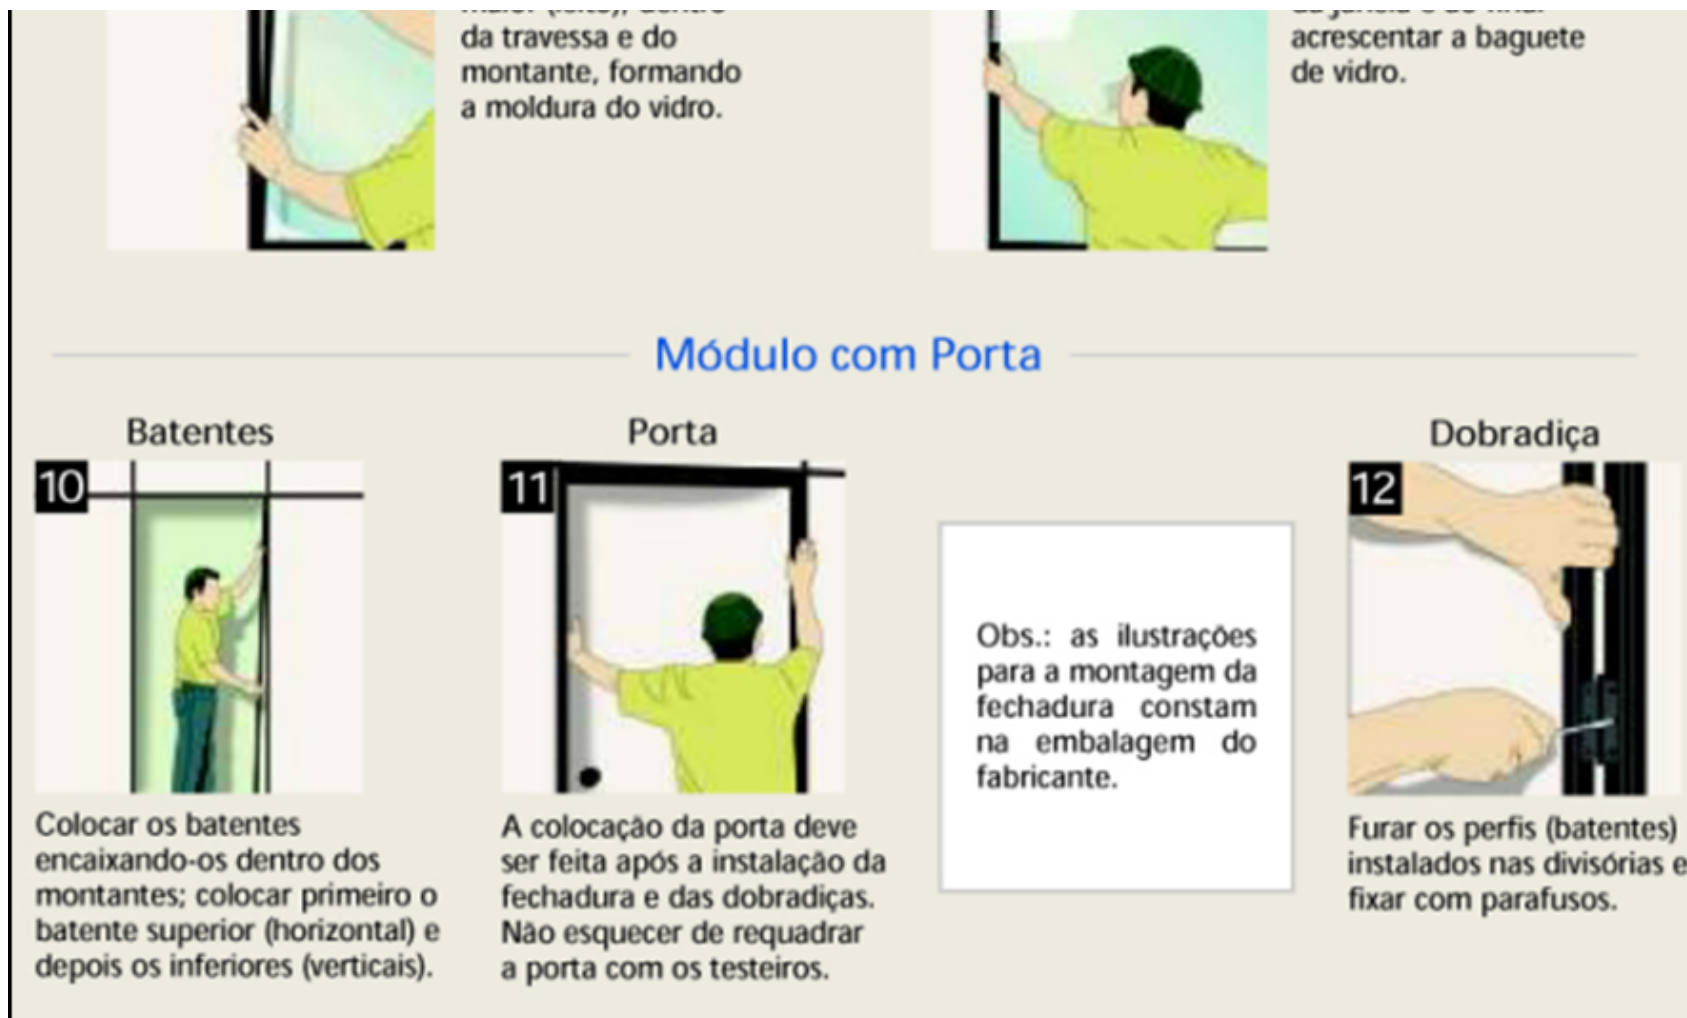 da travessa e do
montante, formando
a moldura do vidro.
acrescentar a baguete
de vidro.
Módulo com Porta
Batentes
10
Colocar os batentes
encaixando-os dentro dos
montantes; colocar primeiro o
batente superior (horizontal) e
depois os inferiores (verticais).
Porta
11
A colocação da porta deve
ser feita após a instalação da
fechadura e das dobradiças.
Não esquecer de requadrar
a porta com os testeiros.
Obs.: as ilustrações
para a montagem da
fechadura constam
na embalagem do
fabricante.
Dobradiça
12
Furar os perfis (batentes)
instalados nas divisórias e
fixar com parafusos.